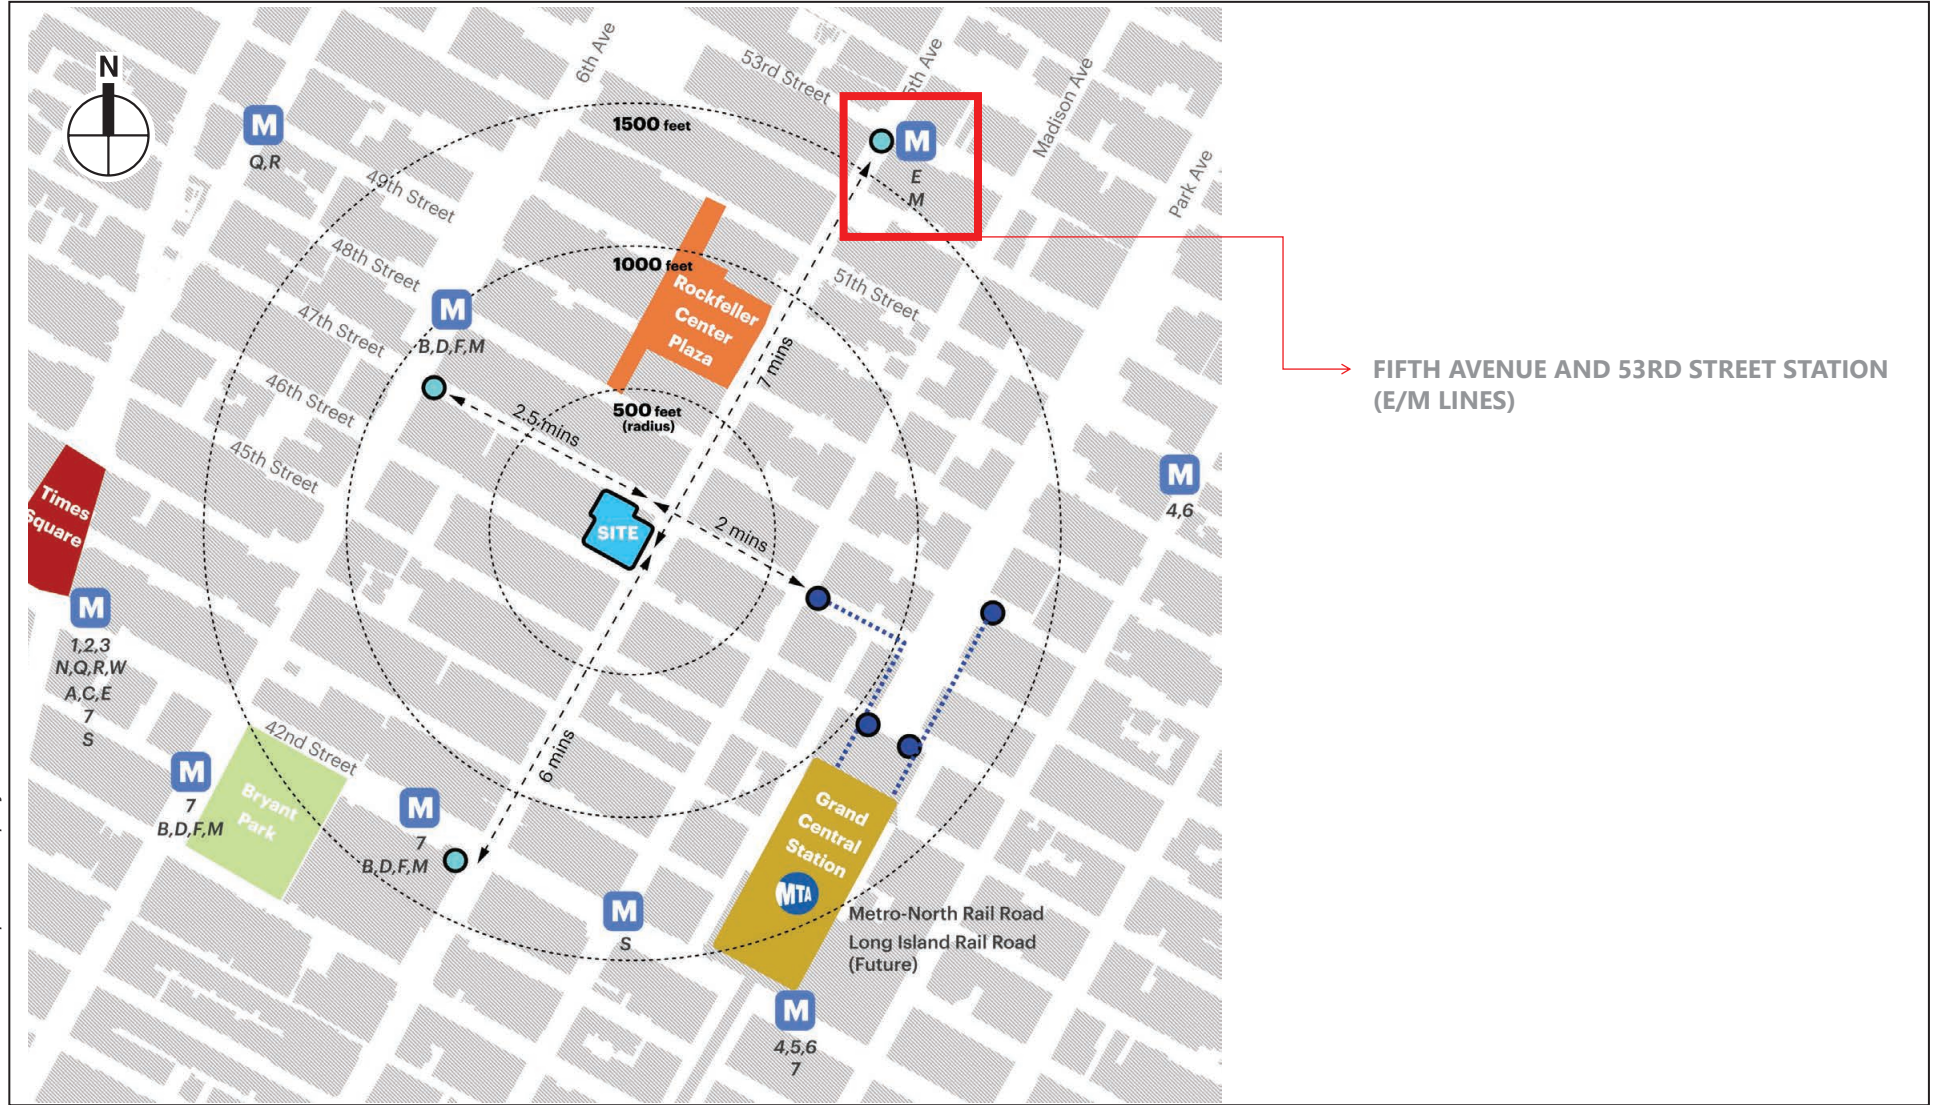 N
6th Ave
53rd Street
5th Ave
Madison Ave
Park Ave
1500 feet
M
Q,R
M
E
M
49th Street
48th Street
1000 feet
Rockfeller
Center
Plaza
51th Street
M
B,D,F,M
47th Street
7 mins
FIFTH AVENUE AND 53RD STREET STATION
(E/M LINES)
46th Street
2.5 mins
500 feet
(radius)
45th Street
M
4,6
Times
Square
SITE
2 mins
M
1,2,3
N,Q,R,W
A,C,E
7
S
42nd Street
6 mins
M
7
B,D,F,M
Bryant
Park
M
7
B,D,F,M
Grand
Central
Station
MTA
M
S
Metro-North Rail Road
Long Island Rail Road
(Future)
M
4,5,6
7